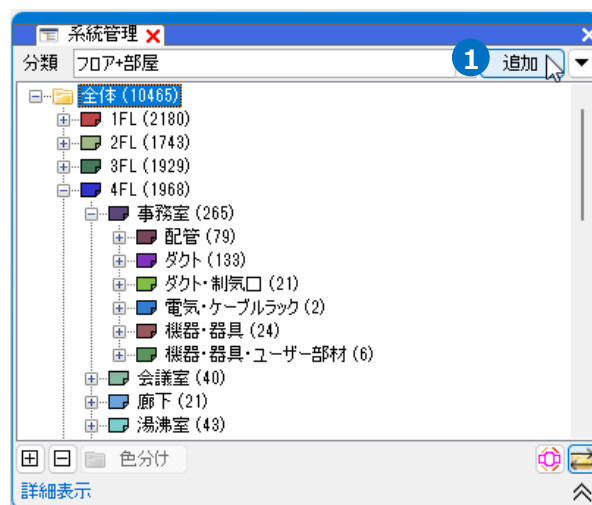 系統管理
分類 フロア+部屋 1 追加
全体 (10465)
1FL (2180)
2FL (1743)
3FL (1929)
4FL (1968)
事務室 (265)
配管 (79)
ダクト (133)
ダクト・制気口 (21)
電気・ケーブルラック (2)
機器・器具 (24)
機器・器具・ユーザー部材 (6)
会議室 (40)
廊下 (21)
湯沸室 (43)
色分け
詳細表示